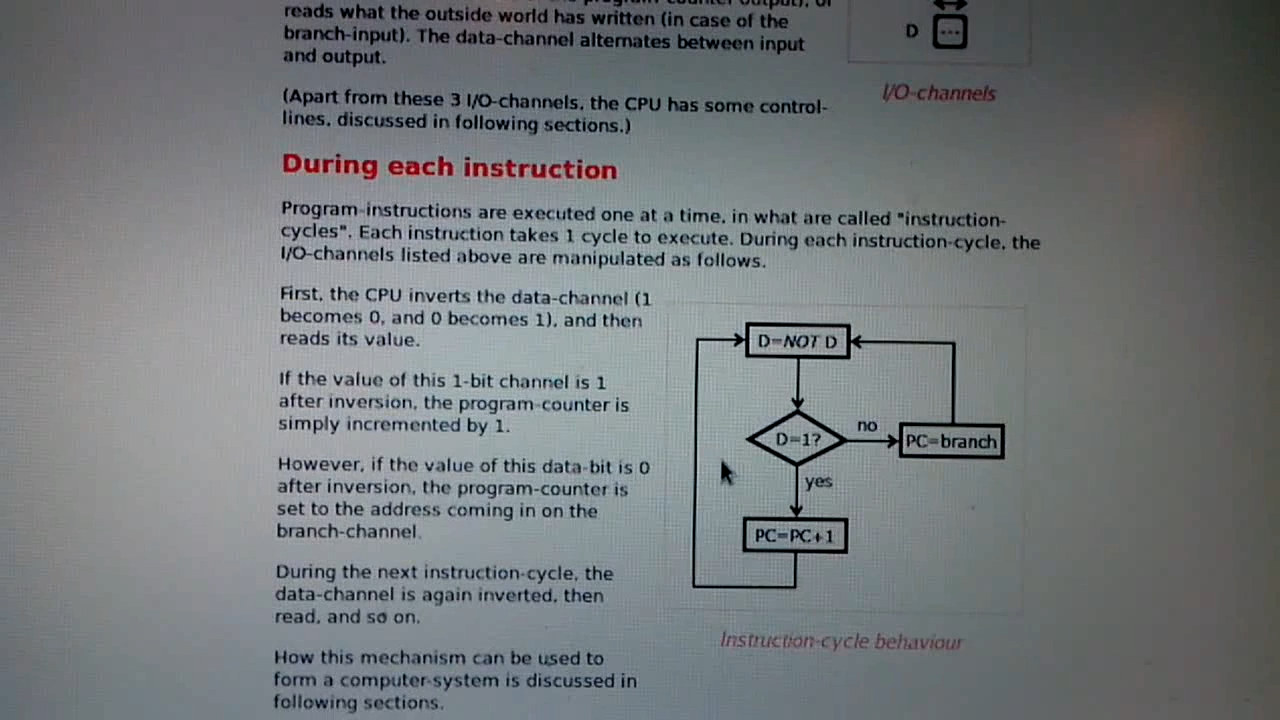 reads what the outside world has written (in case of the
branch-input). The data-channel alternates between input
and output.
D
I/O-channels
(Apart from these 3 I/O-channels, the CPU has some control-
lines, discussed in following sections.)
During each instruction
Program-instructions are executed one at a time, in what are called "instruction-
cycles". Each instruction takes 1 cycle to execute. During each instruction-cycle, the
I/O-channels listed above are manipulated as follows.
First, the CPU inverts the data-channel (1
becomes 0, and 0 becomes 1), and then
reads its value.
If the value of this 1-bit channel is 1
after inversion, the program-counter is
simply incremented by 1.
However, if the value of this data-bit is 0
after inversion, the program-counter is
set to the address coming in on the
branch-channel.
During the next instruction-cycle, the
data-channel is again inverted, then
read, and so on.
How this mechanism can be used to
form a computer-system is discussed in
following sections.
D=NOT D
D=1?
no
PC=branch
yes
PC=PC+1
Instruction-cycle behaviour